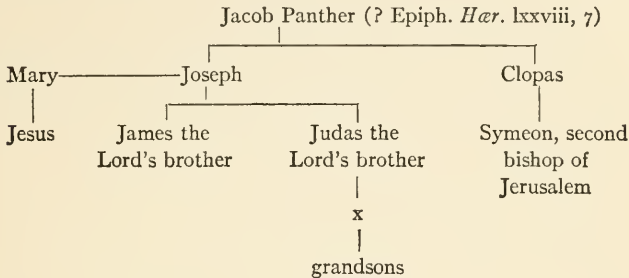 Jacob Panther (? Epiph. Hær. lxxviii, 7)
Mary Joseph Clopas
Jesus James the Judas the Symeon, second
Lord's brother Lord's brother bishop of
Jerusalem
x
grandsons